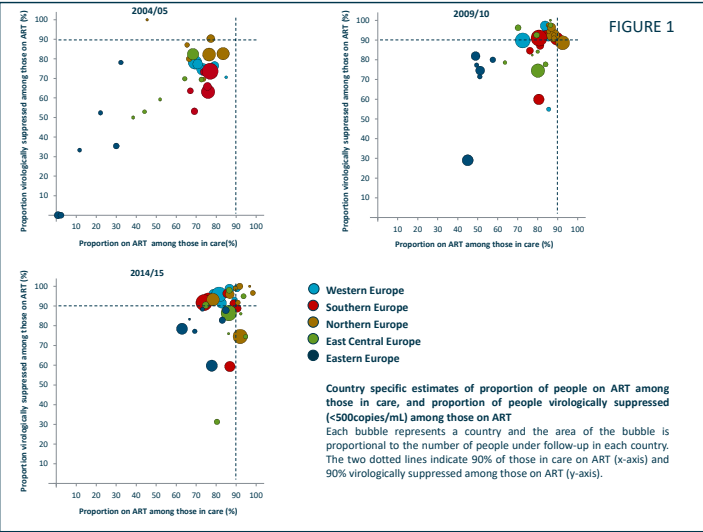 2004/05
Proportion virologically suppressed among those on ART (%)
100
90
80
70
60
50
40
30
20
10
10 20 30 40 50 60 70 80 90 100
Proportion on ART among those in care(%)
2009/10
Proportion virologically suppressed among those on ART (%)
100
90
80
70
60
50
40
30
20
10
10 20 30 40 50 60 70 80 90 100
Proportion on ART among those in care (%)
FIGURE 1
2014/15
Proportion virologically suppressed among those on ART (%)
100
90
80
70
60
50
40
30
20
10
10 20 30 40 50 60 70 80 90 100
Proportion on ART among those in care (%)
Western Europe
Southern Europe
Northern Europe
East Central Europe
Eastern Europe
Country specific estimates of proportion of people on ART among
those in care, and proportion of people virologically suppressed
(<500copies/mL) among those on ART
Each bubble represents a country and the area of the bubble is
proportional to the number of people under follow-up in each country.
The two dotted lines indicate 90% of those in care on ART (x-axis) and
90% virologically suppressed among those on ART (y-axis).